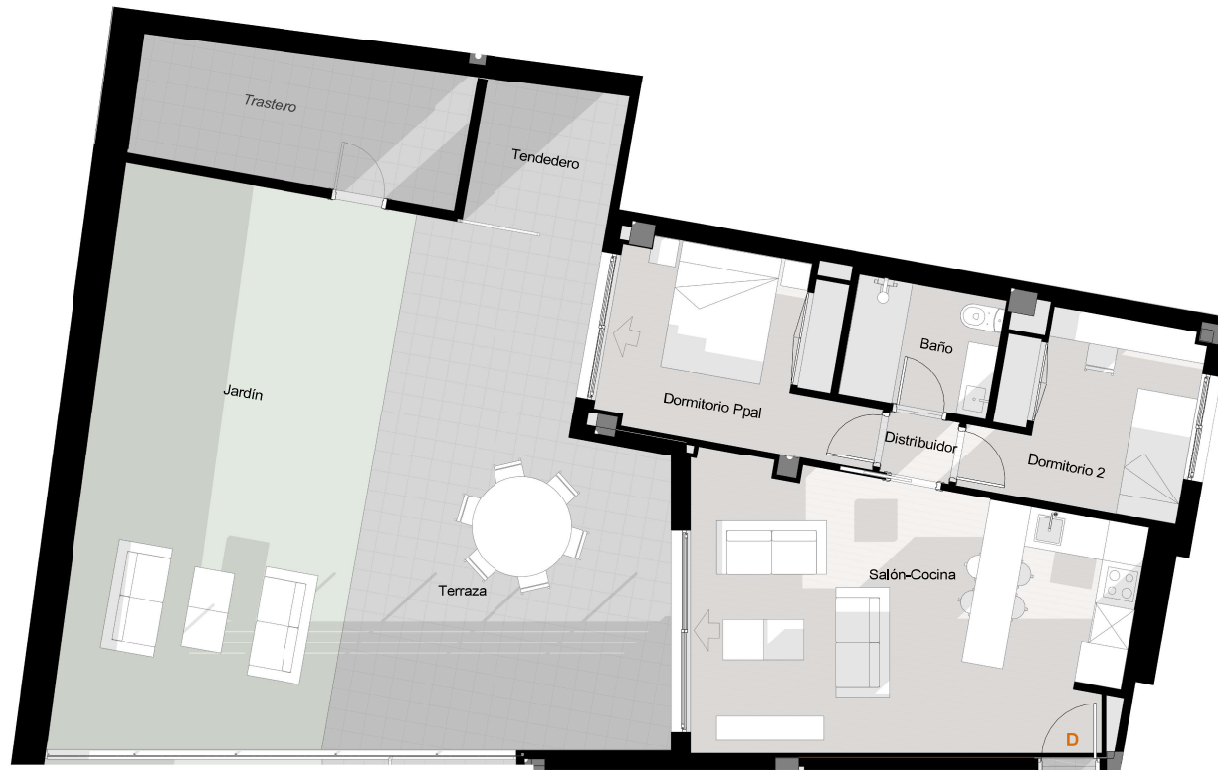 Trastero
Tendedero
Jardín
Dormitorio Ppal
Baño
Distribuidor
Dormitorio 2
Terraza
Salón-Cocina
D